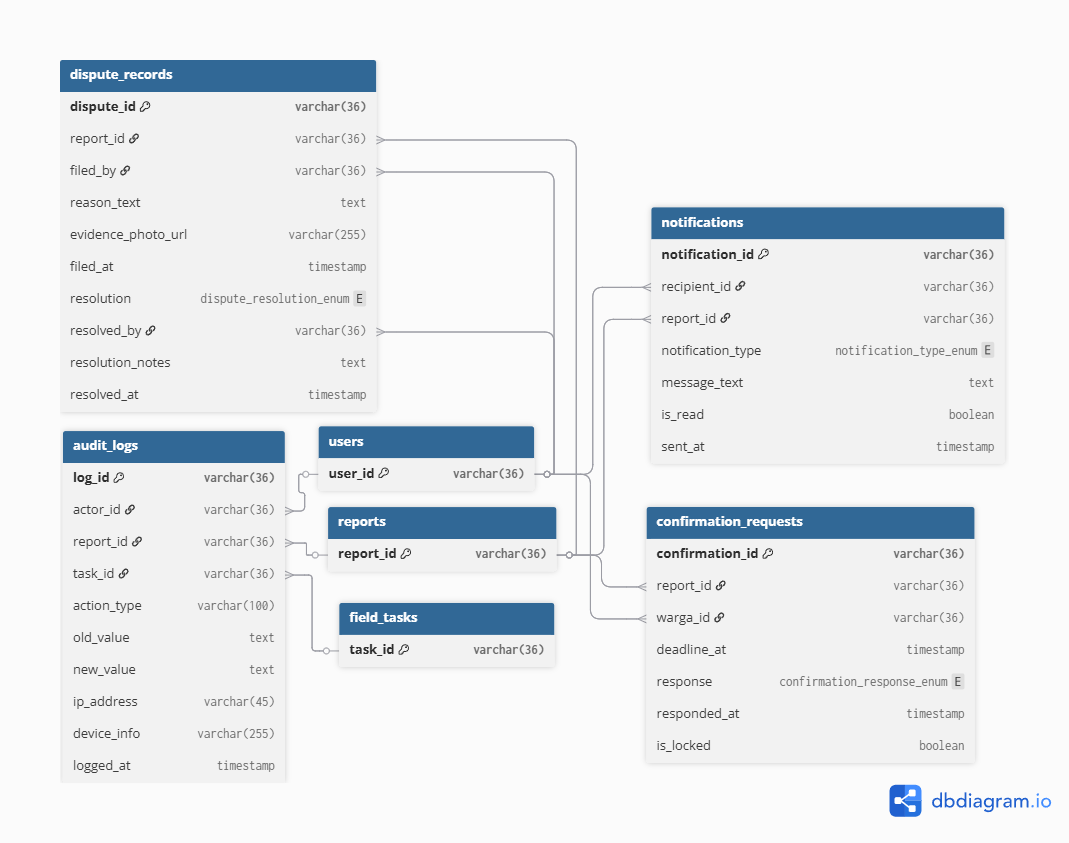 dispute_records
dispute_id varchar(36)
report_id varchar(36)
filed_by varchar(36)
reason_text text
evidence_photo_url varchar(255)
filed_at timestamp
resolution dispute_resolution_enum E
resolved_by varchar(36)
resolution_notes text
resolved_at timestamp
notifications
notification_id varchar(36)
recipient_id varchar(36)
report_id varchar(36)
notification_type notification_type_enum E
message_text text
is_read boolean
sent_at timestamp
audit_logs
log_id varchar(36)
actor_id varchar(36)
report_id varchar(36)
task_id varchar(36)
action_type varchar(100)
old_value text
new_value text
ip_address varchar(45)
device_info varchar(255)
logged_at timestamp
users
user_id varchar(36)
reports
report_id varchar(36)
field_tasks
task_id varchar(36)
confirmation_requests
confirmation_id varchar(36)
report_id varchar(36)
warga_id varchar(36)
deadline_at timestamp
response confirmation_response_enum E
responded_at timestamp
is_locked boolean
dbdiagram.io